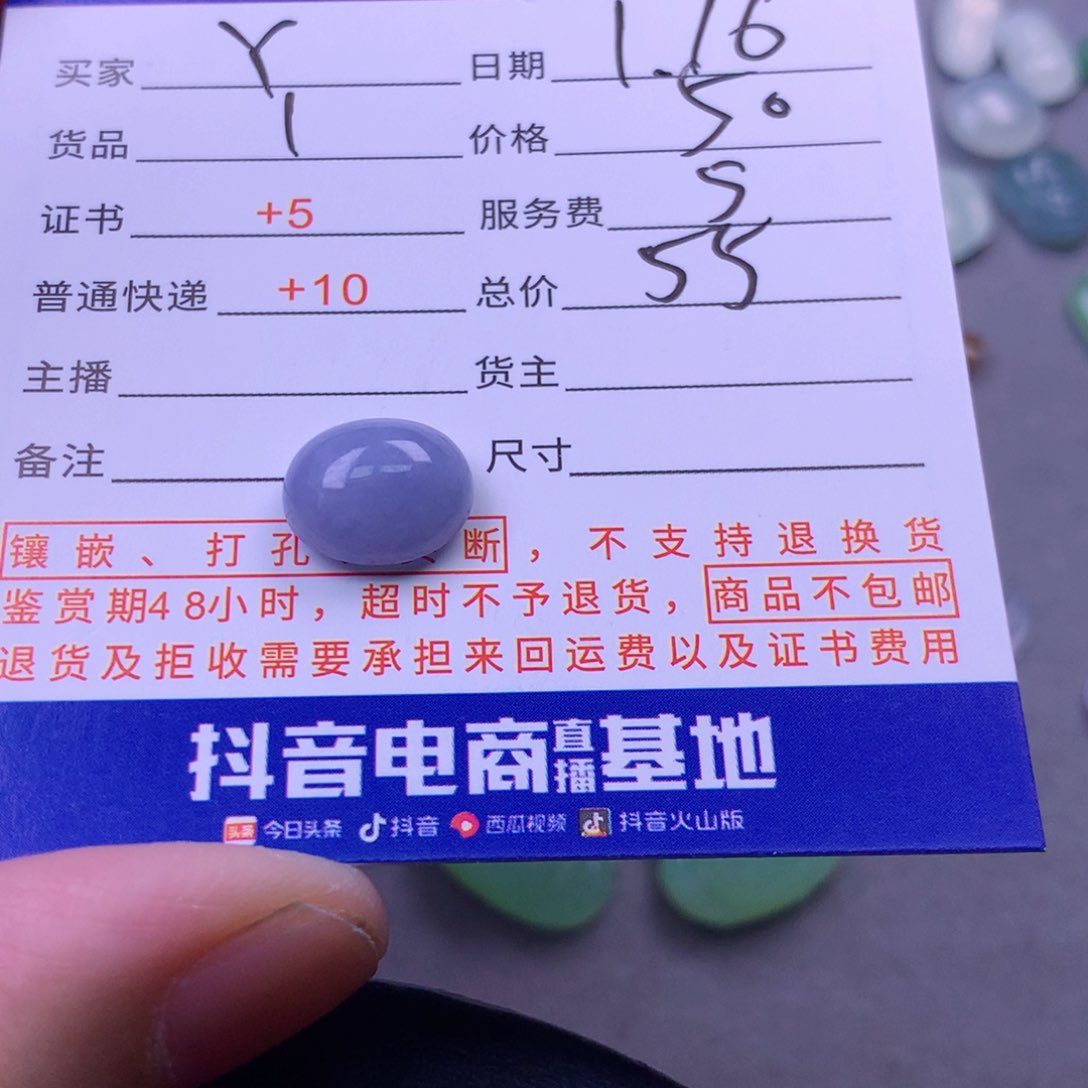 买家 Y 日期 1.16
货品 1 价格 50
证书 +5 服务费 5
普通快递 +10 总价 55
主播 货主
备注 尺寸
镶嵌、打孔 断，不支持退换货
鉴赏期48小时，超时不予退货，商品不包邮
退货及拒收需要承担来回运费以及证书费用
抖音电商直播基地
头条 今日头条 抖音 西瓜视频 抖音火山版